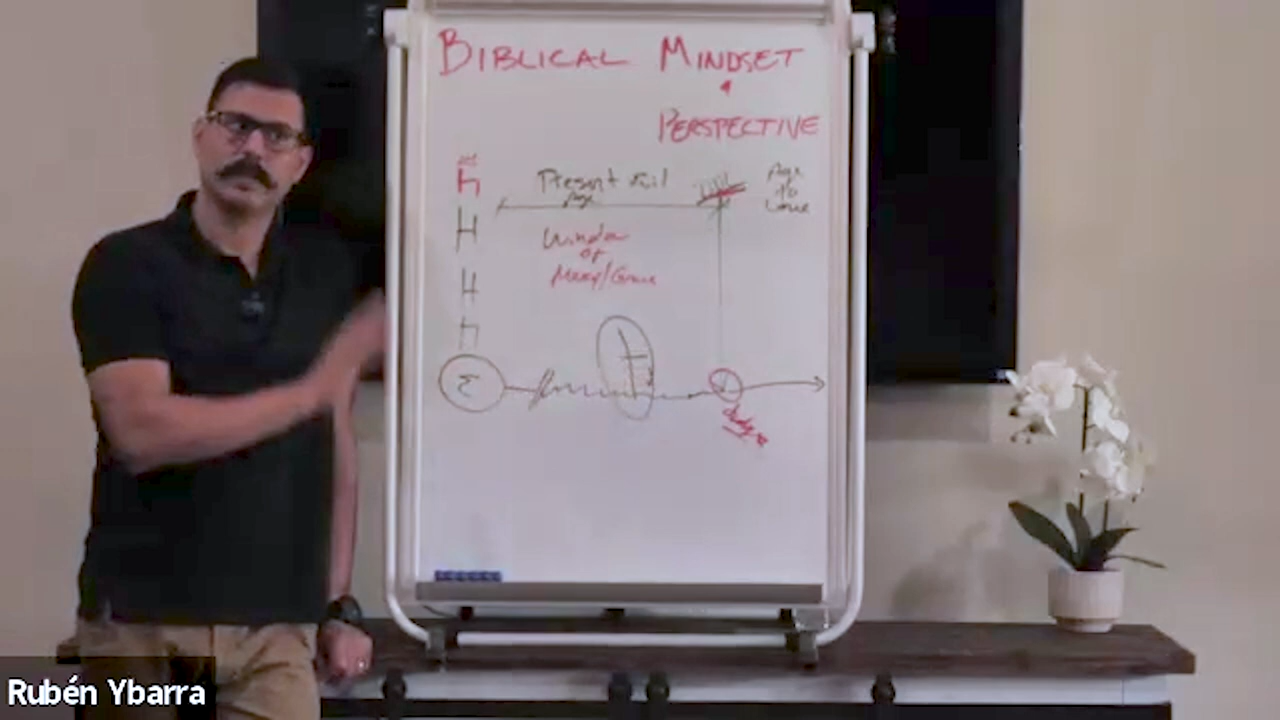 BIBLICAL MINDSET
&
PERSPECTIVE
Present Evil
Age
Age
to
Come
Window
of
Mercy/Grace
H
H
Rubén Ybarra